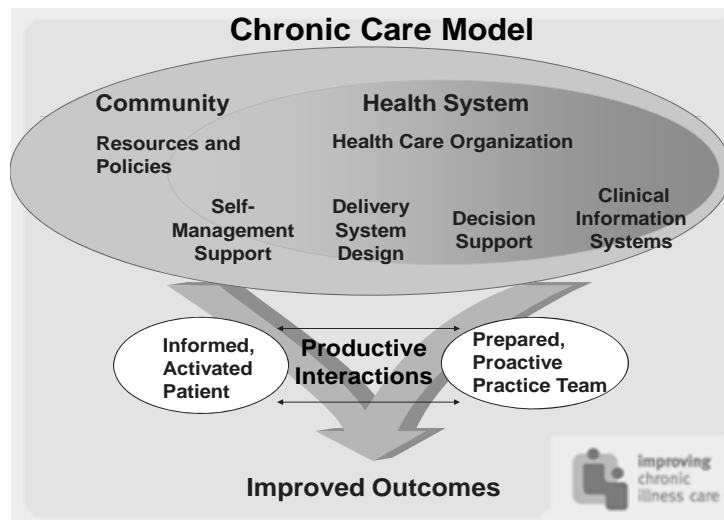 Chronic Care Model
Community
Health System
Resources and
Policies
Health Care Organization
Self-
Management
Support
Delivery
System
Design
Decision
Support
Clinical
Information
Systems
Informed,
Activated
Patient
Productive
Interactions
Prepared,
Proactive
Practice Team
Improved Outcomes
improving
chronic
illness care